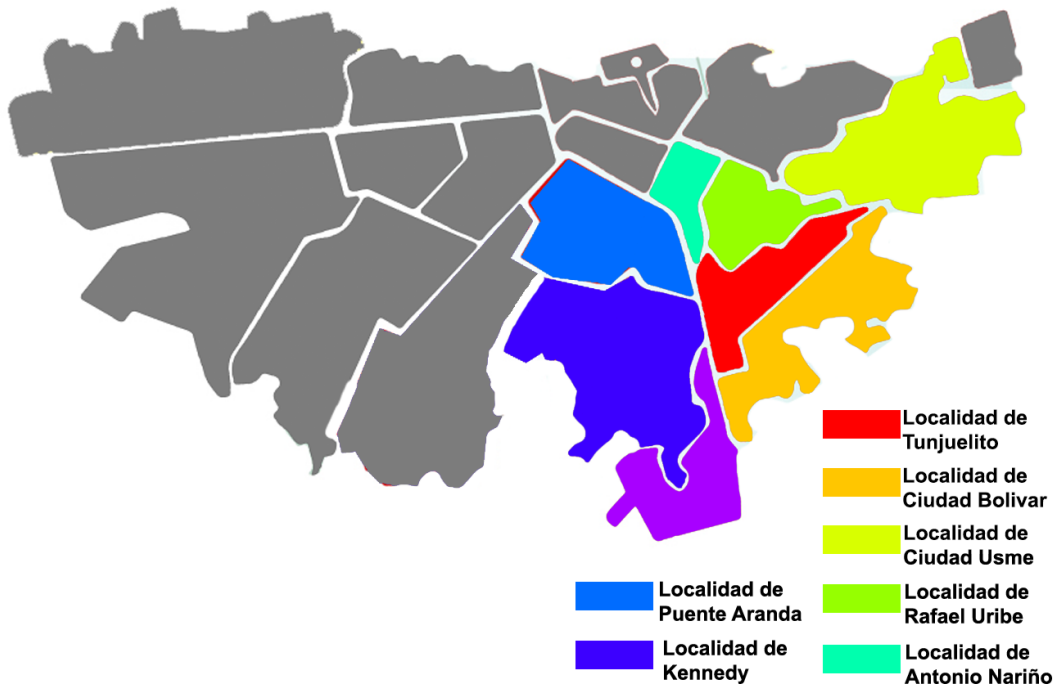 Localidad de
Tunjuelito
Localidad de
Ciudad Bolivar
Localidad de
Ciudad Usme
Localidad de
Puente Aranda
Localidad de
Rafael Uribe
Localidad de
Kennedy
Localidad de
Antonio Nariño